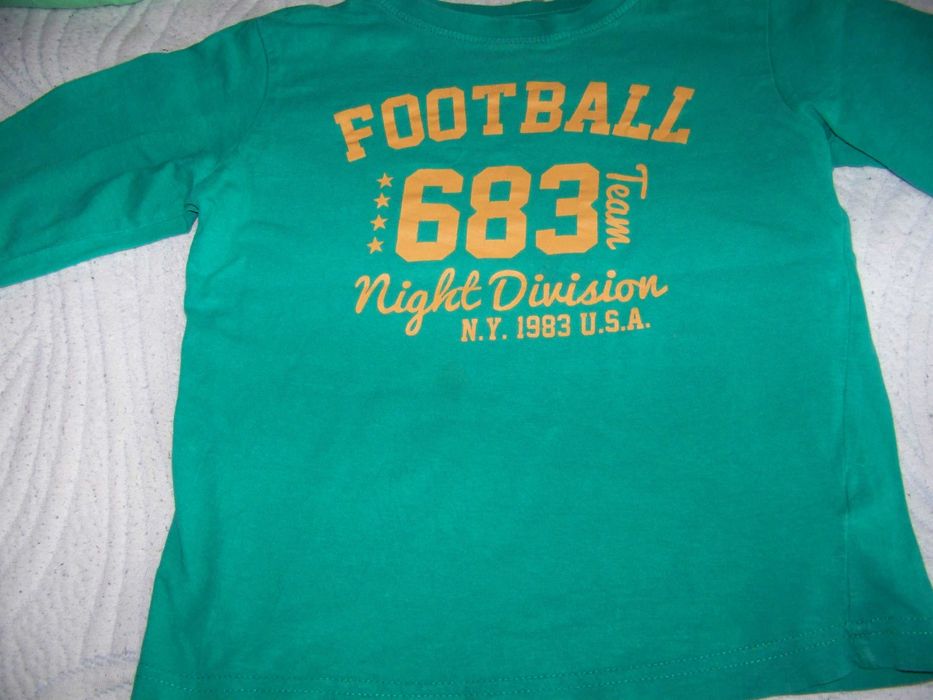 FOOTBALL
683 Team
Night Division
N.Y. 1983 U.S.A.